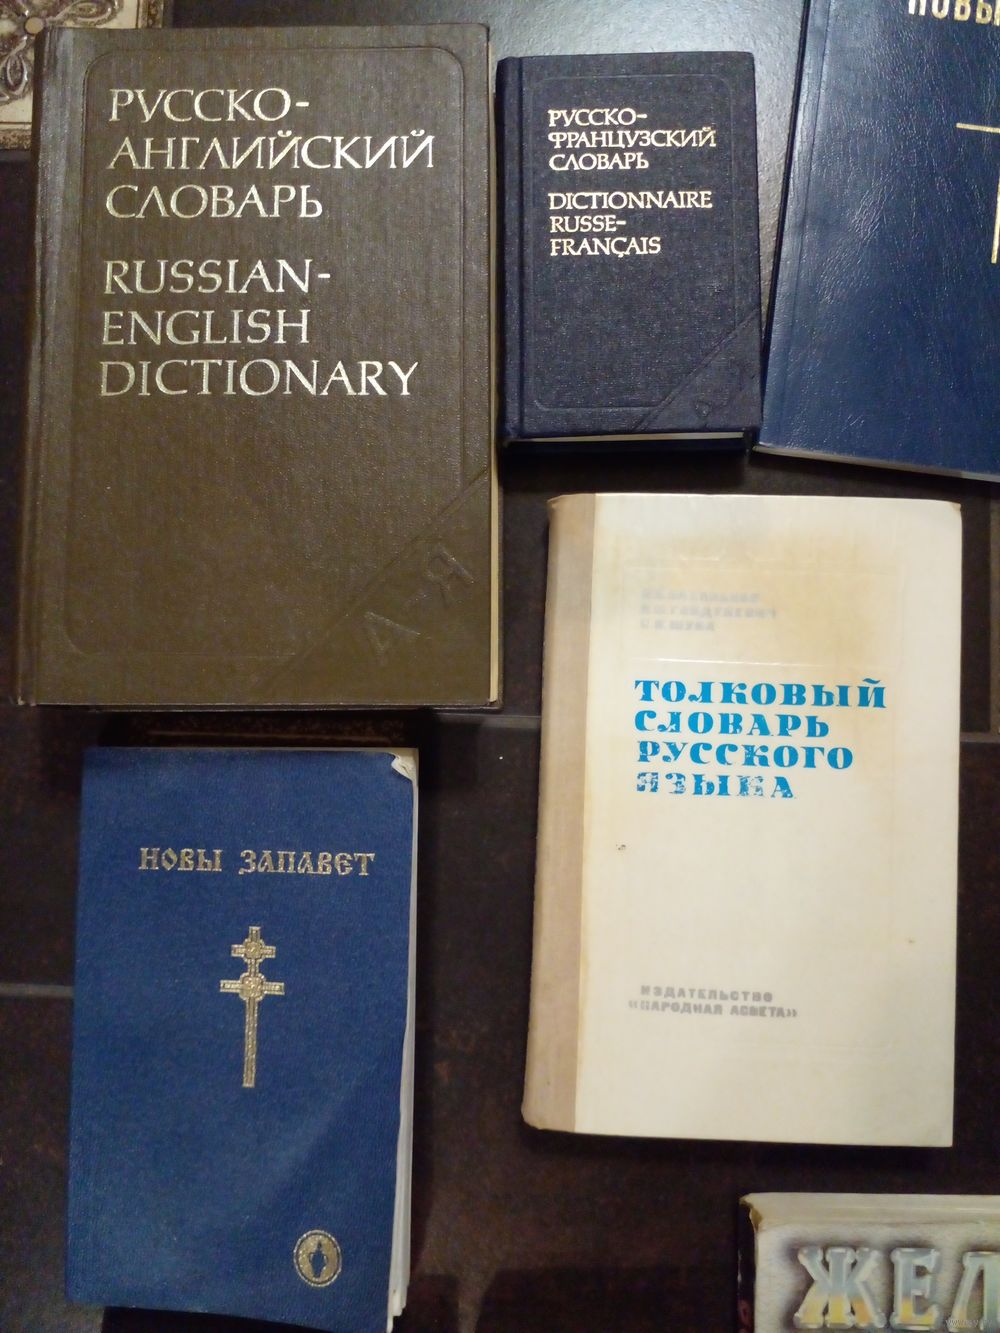 РУССКО-
АНГЛИЙСКИЙ
СЛОВАРЬ
RUSSIAN-
ENGLISH
DICTIONARY
А Я
РУССКО-
ФРАНЦУЗСКИЙ
СЛОВАРЬ
DICTIONNAIRE
RUSSE-
FRANÇAIS
НОВЫ ЗАПАВЕТ
ТОЛКОВЫЙ
СЛОВАРЬ
РУССКОГО
ЯЗЫКА
ИЗДАТЕЛЬСТВО
«НАРОДНАЯ АСВЕТА»
ЖЕЛ